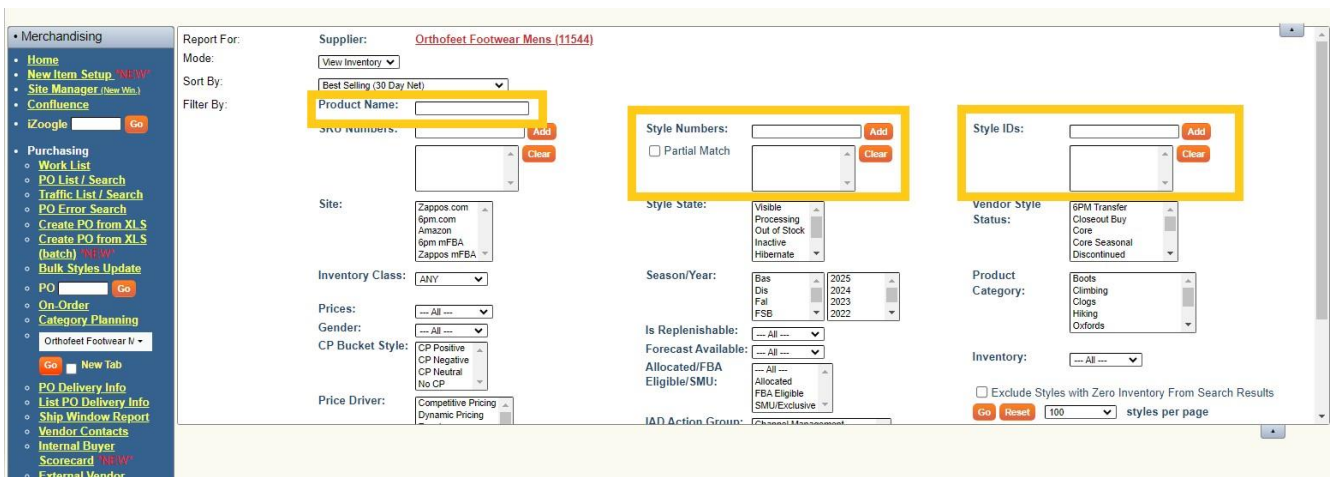 • Merchandising
Home
New Item Setup *NEW*
Site Manager (New Win.)
Confluence
iZoogle Go
Purchasing
Work List
PO List / Search
Traffic List / Search
PO Error Search
Create PO from XLS
Create PO from XLS
(batch) *NEW*
Bulk Styles Update
PO Go
On-Order
Category Planning
Orthofeet Footwear M
Go New Tab
PO Delivery Info
List PO Delivery Info
Ship Window Report
Vendor Contacts
Internal Buyer
Scorecard *NEW*
External Vendor
Report For: Supplier: Orthofeet Footwear Mens (11544)
Mode: View Inventory
Sort By: Best Selling (30 Day Net)
Filter By: Product Name:
SKU Numbers: Add
Clear
Style Numbers: Add
Partial Match Clear
Style IDs: Add
Clear
Site:
Zappos.com
6pm.com
Amazon
6pm mFBA
Zappos mFBA
Style State:
Visible
Processing
Out of Stock
Inactive
Hibernate
Vendor Style
Status:
6PM Transfer
Closeout Buy
Core
Core Seasonal
Discontinued
Inventory Class: ANY
Season/Year:
Bas 2025
Dis 2024
Fal 2023
FSB 2022
Product
Category:
Boots
Climbing
Clogs
Hiking
Oxfords
Prices: --- All ---
Gender: --- All ---
CP Bucket Style:
CP Positive
CP Negative
CP Neutral
No CP
Is Replenishable: --- All ---
Forecast Available: --- All ---
Allocated/FBA
Eligible/SMU:
--- All ---
Allocated
FBA Eligible
SMU/Exclusive
Inventory: --- All ---
Exclude Styles with Zero Inventory From Search Results
Go Reset 100 styles per page
Price Driver:
Competitive Pricing
Dynamic Pricing
IAD Action Group: Channel Management